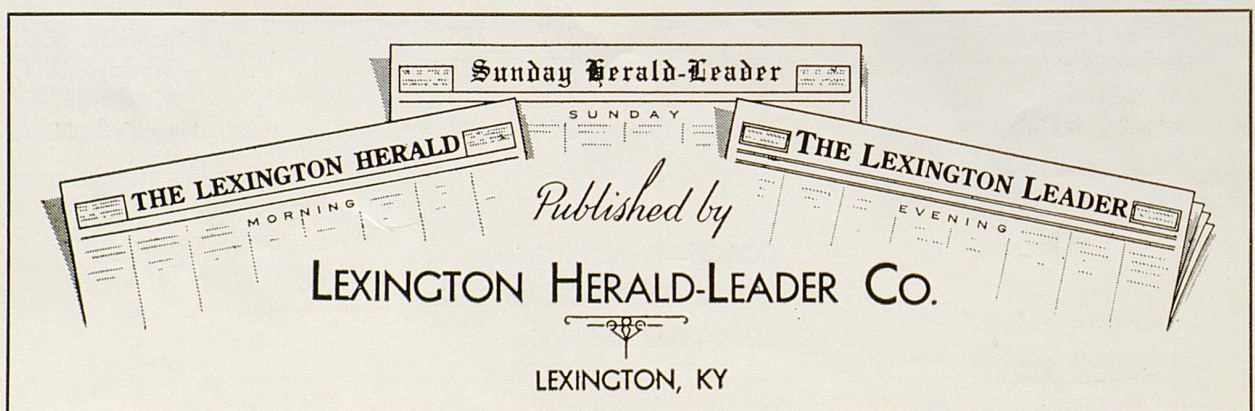 Sunday Herald-Leader
SUNDAY
THE LEXINGTON HERALD
MORNING
THE LEXINGTON LEADER
EVENING
Published by
LEXINGTON HERALD-LEADER CO.
LEXINGTON, KY